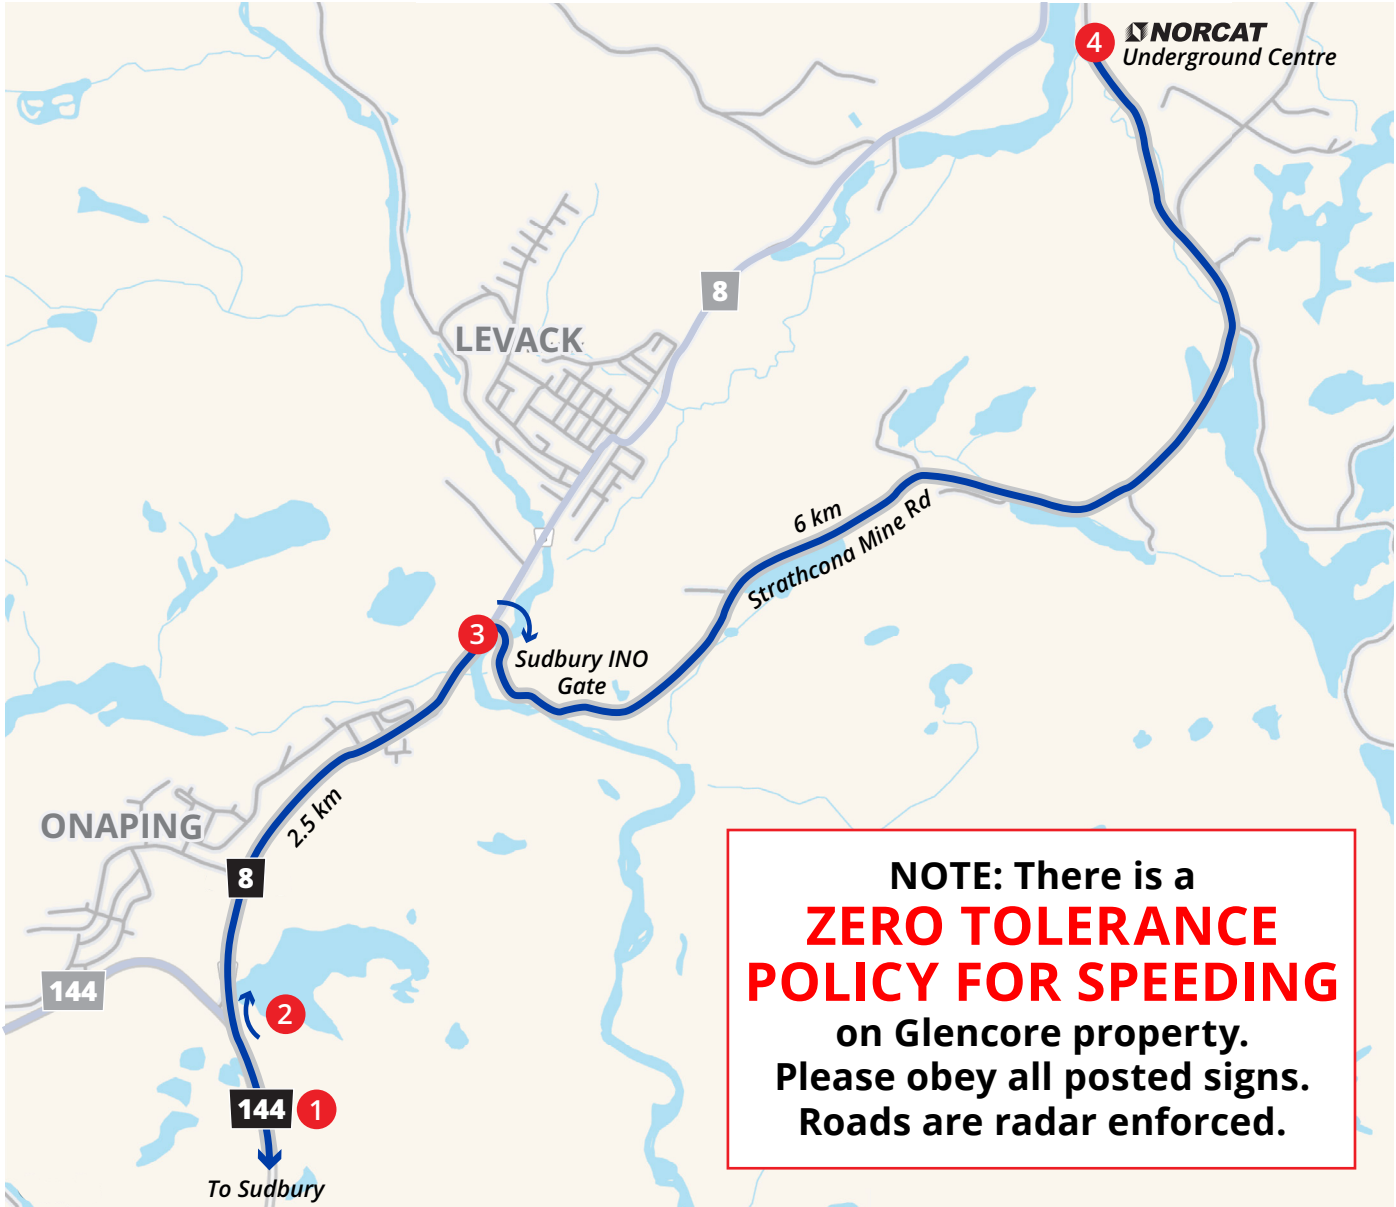 4
NORCAT
Underground Centre
8
LEVACK
6 km
Strathcona Mine Rd
3
Sudbury INO
Gate
2.5 km
ONAPING
8
144
2
144
1
To Sudbury
NOTE: There is a
ZERO TOLERANCE
POLICY FOR SPEEDING
on Glencore property.
Please obey all posted signs.
Roads are radar enforced.